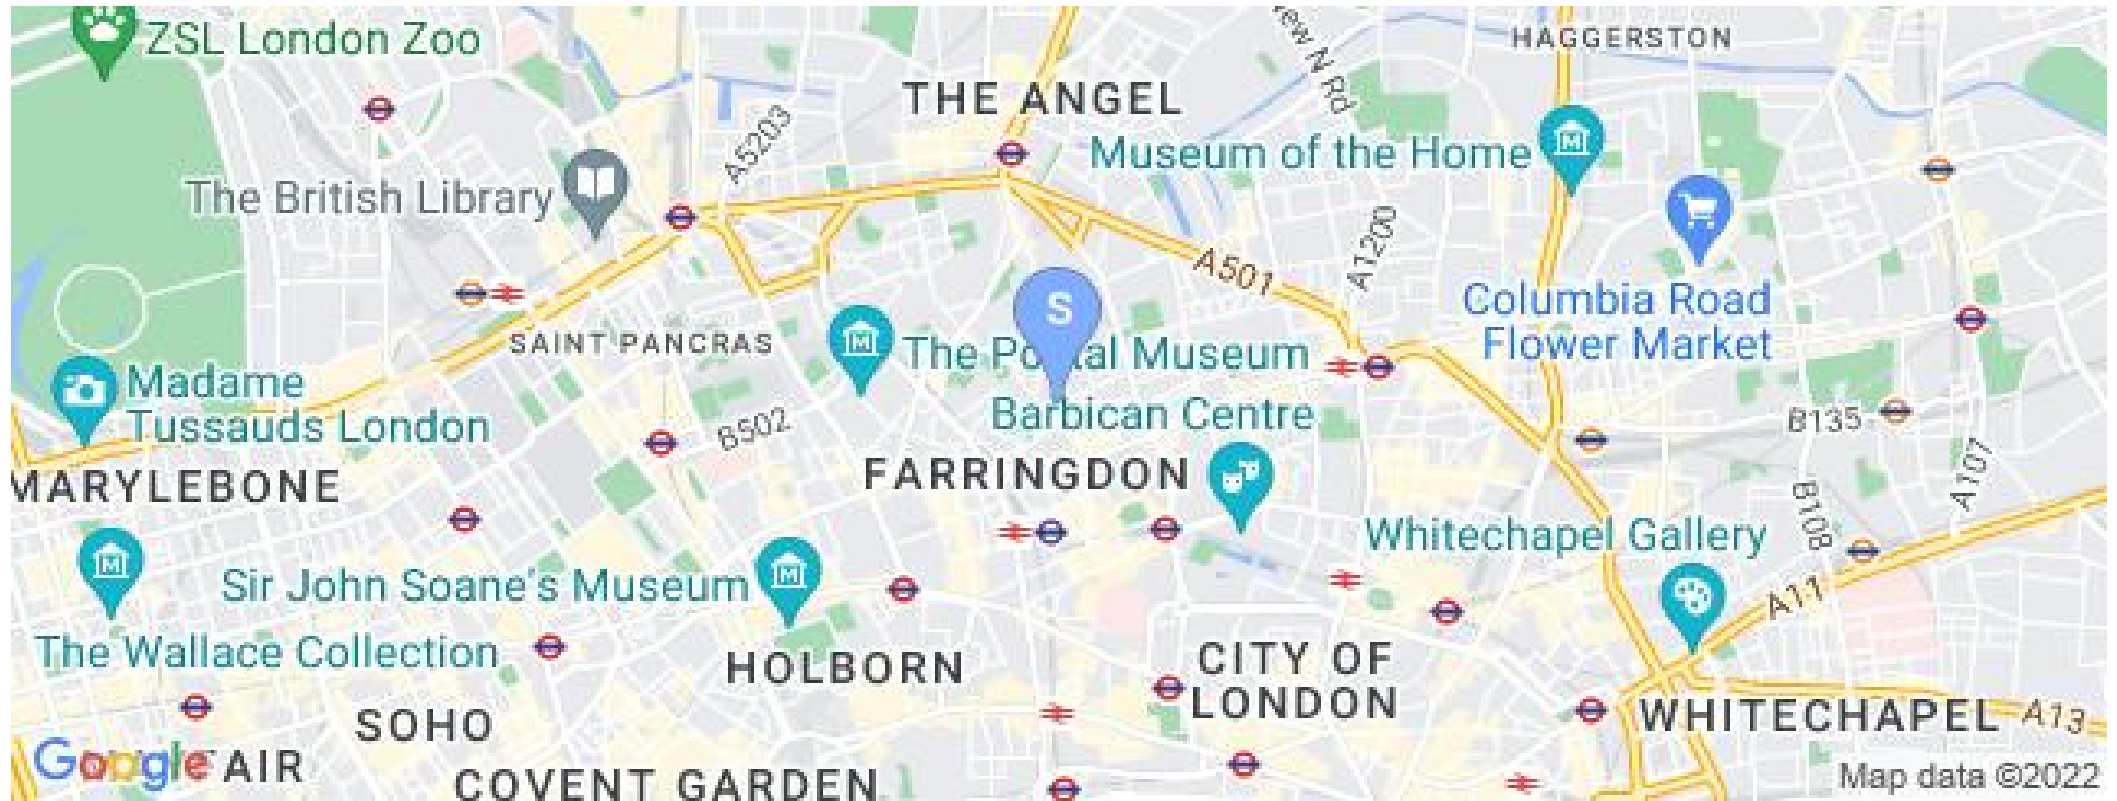 ZSL London Zoo
HAGGERSTON
New N Rd
THE ANGEL
A5203
Museum of the Home
The British Library
A1200
A501
Columbia Road
Flower Market
S
SAINT PANCRAS
The Postal Museum
Madame
Tussauds London
Barbican Centre
B502
B135
A107
MARYLEBONE
FARRINGDON
B108
Whitechapel Gallery
Sir John Soane's Museum
A11
The Wallace Collection
HOLBORN
CITY OF
LONDON
SOHO
WHITECHAPEL
A13
Google
AIR
COVENT GARDEN
Map data ©2022